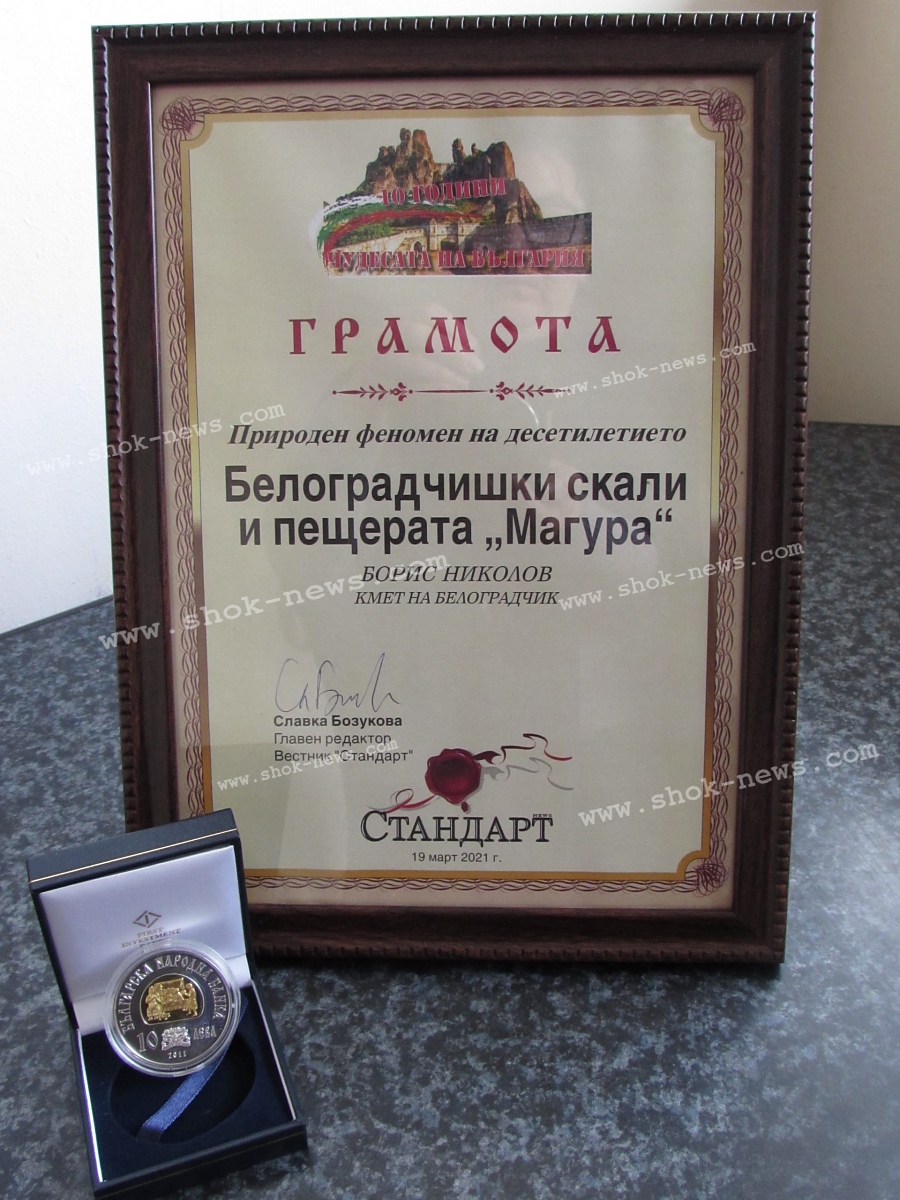 10 ГОДИНИ
ЧУДЕСАТА НА БЪЛГАРИЯ
ГРАМОТА
www.shok-news.com
www.shok-news.com
Природен феномен на десетилетието
Белоградчишки скали
и пещерата „Магура“
БОРИС НИКОЛОВ
КМЕТ НА БЕЛОГРАДЧИК
www.shok-news.com
www.shok-news.com
Славка Бозукова
Главен редактор
Вестник "Стандарт"
www.shok-news.com
www.shok-news.com
СТАНДАРТ
NEWS
19 март 2021 г.
FIRST
INVESTMENT
БЪЛГАРСКА НАРОДНА БАНКА
10 ЛЕВА
2011